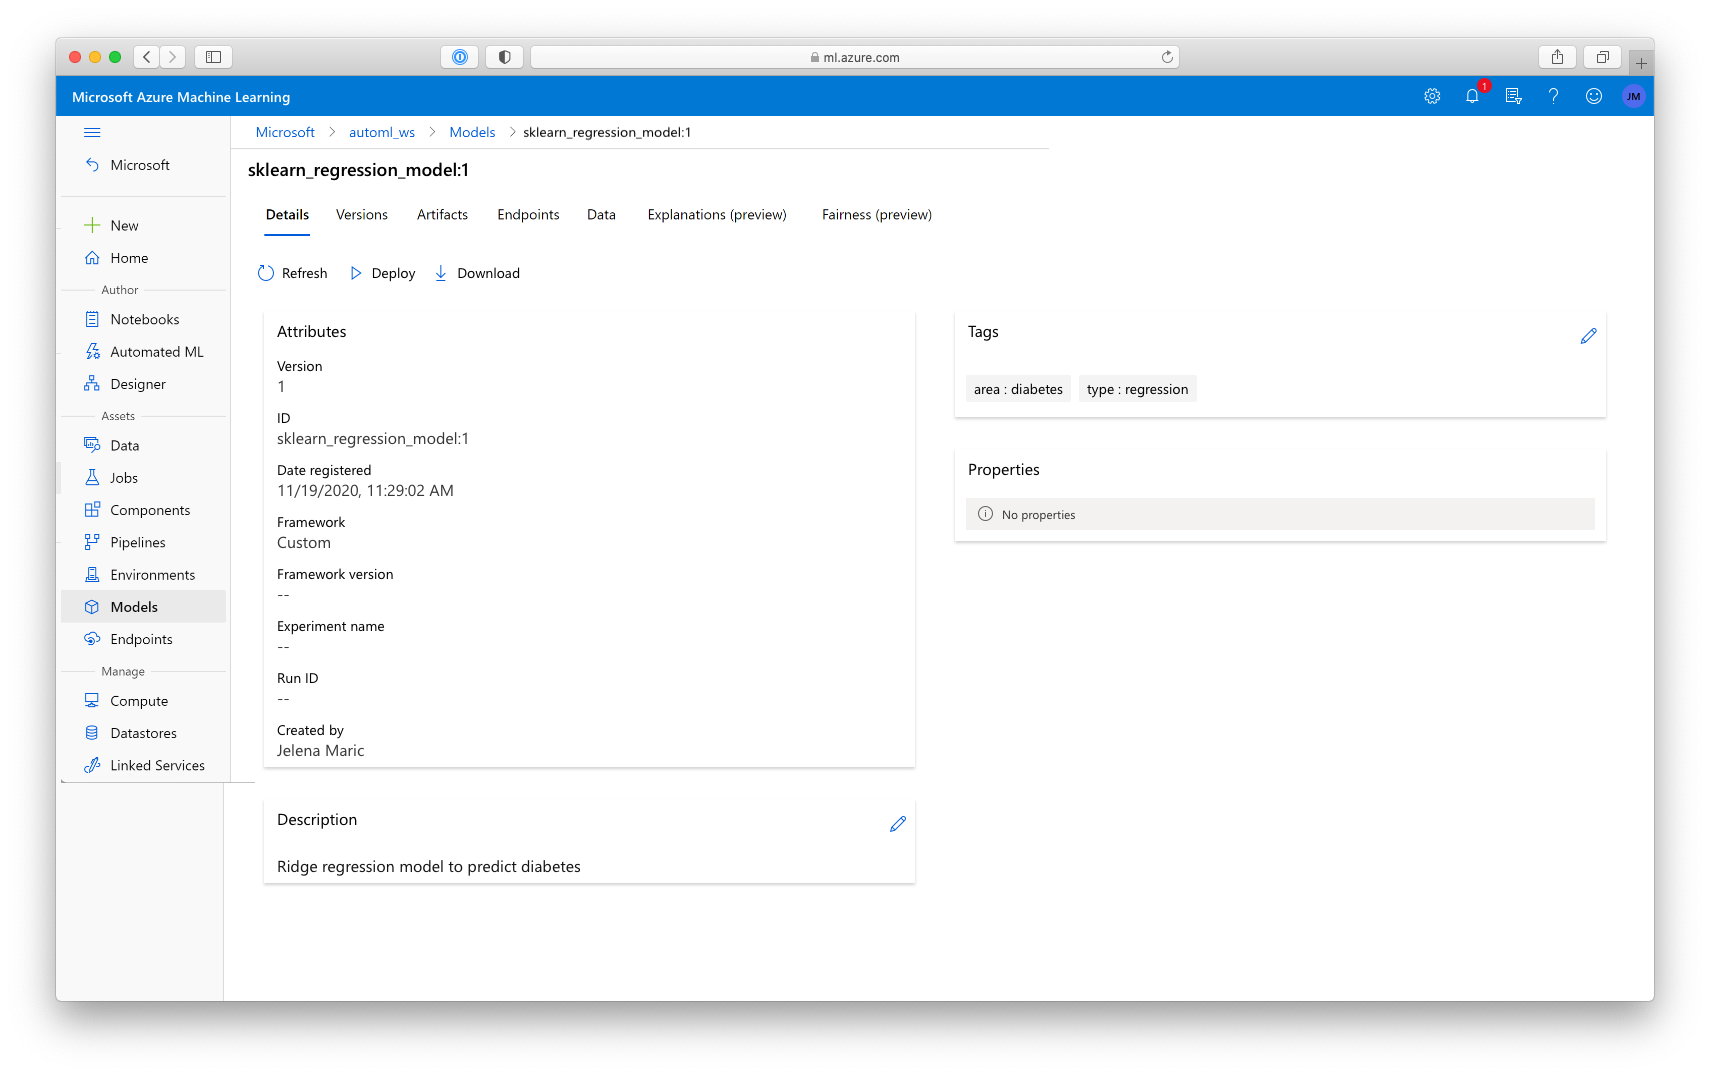 ml.azure.com
Microsoft Azure Machine Learning
1
JM
Microsoft
New
Home
Author
Notebooks
Automated ML
Designer
Assets
Data
Jobs
Components
Pipelines
Environments
Models
Endpoints
Manage
Compute
Datastores
Linked Services
Microsoft > automl_ws > Models > sklearn_regression_model:1
sklearn_regression_model:1
Details Versions Artifacts Endpoints Data Explanations (preview) Fairness (preview)
Refresh Deploy Download
Attributes
Version
1
ID
sklearn_regression_model:1
Date registered
11/19/2020, 11:29:02 AM
Framework
Custom
Framework version
--
Experiment name
--
Run ID
--
Created by
Jelena Maric
Description
Ridge regression model to predict diabetes
Tags
area : diabetes type : regression
Properties
No properties